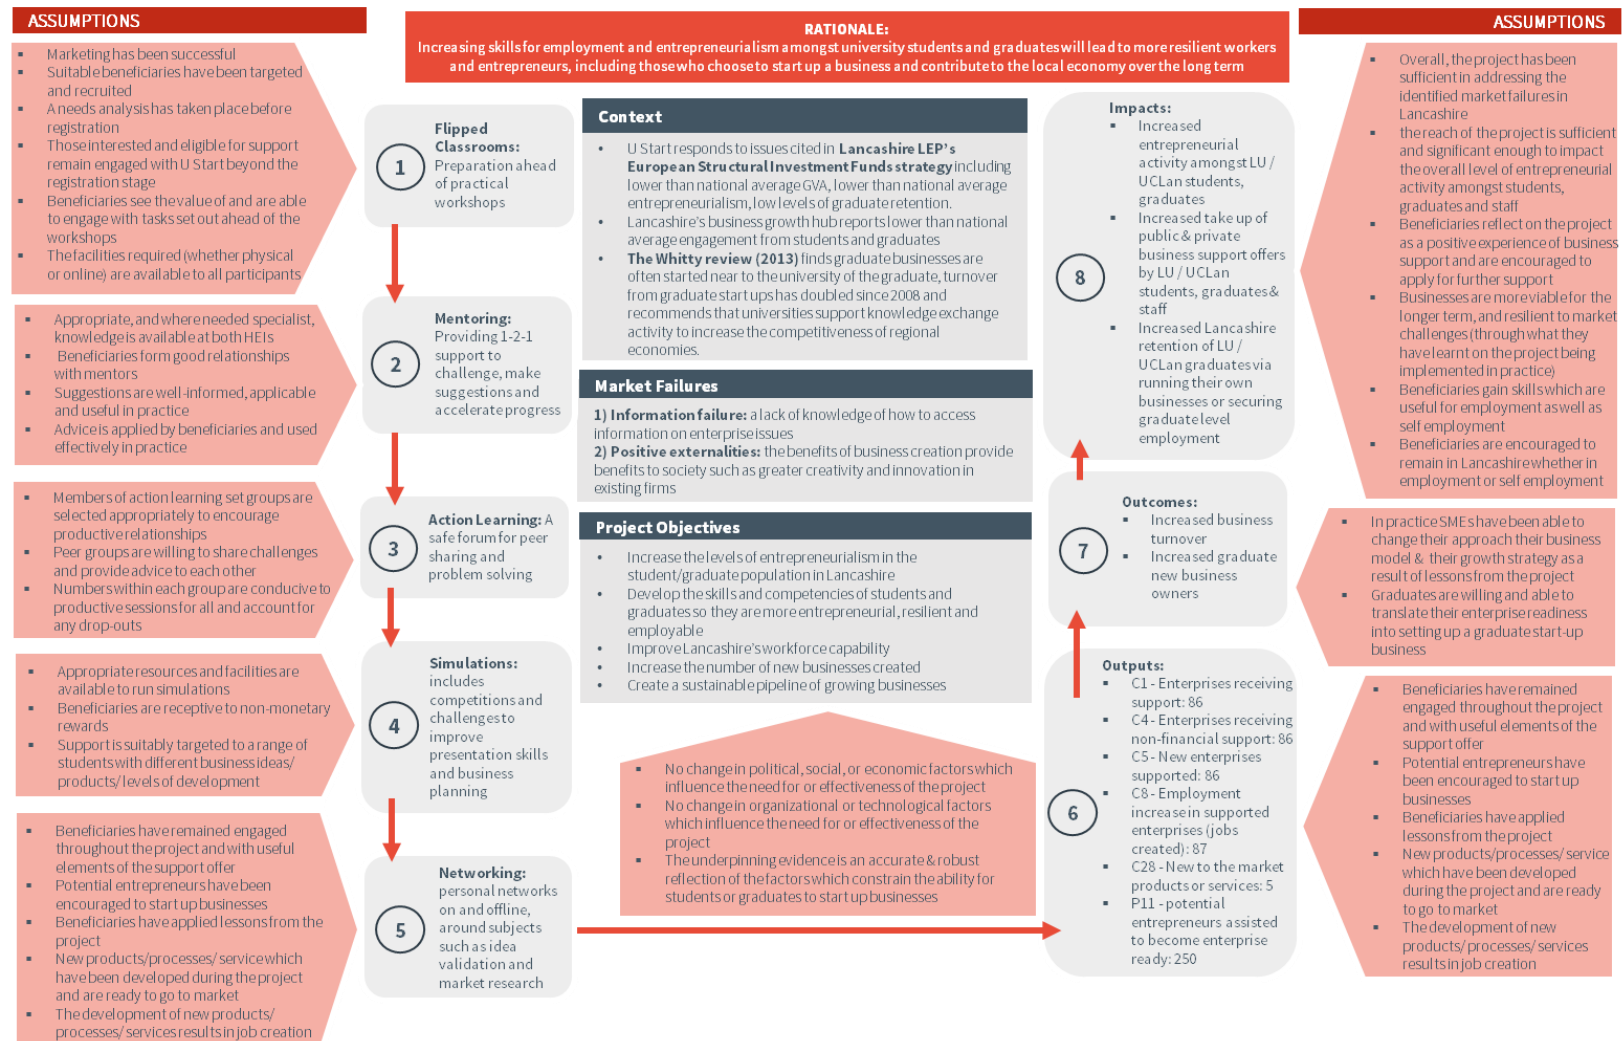 ASSUMPTIONS
Marketing has been successful
Suitable beneficiaries have been targeted
and recruited
A needs analysis has taken place before
registration
Those interested and eligible for support
remain engaged with U Start beyond the
registration stage
Beneficiaries see the value of and are able
to engage with tasks set out ahead of the
workshops
The facilities required (whether physical
or online) are available to all participants
Appropriate, and where needed specialist,
knowledge is available at both HEIs
Beneficiaries form good relationships
with mentors
Suggestions are well-informed, applicable
and useful in practice
Advice is applied by beneficiaries and used
effectively in practice
Members of action learning set groups are
selected appropriately to encourage
productive relationships
Peer groups are willing to share challenges
and provide advice to each other
Numbers within each group are conducive to
productive sessions for all and account for
any drop-outs
Appropriate resources and facilities are
available to run simulations
Beneficiaries are receptive to non-monetary
rewards
Support is suitably targeted to a range of
students with different business ideas/
products/ levels of development
Beneficiaries have remained engaged
throughout the project and with useful
elements of the support offer
Potential entrepreneurs have been
encouraged to start up businesses
Beneficiaries have applied lessons from the
project
New products/processes/ service which
have been developed during the project
and are ready to go to market
The development of new products/
processes/ services results in job creation
RATIONALE:
Increasing skills for employment and entrepreneurialism amongst university students and graduates will lead to more resilient workers
and entrepreneurs, including those who choose to start up a business and contribute to the local economy over the long term
1
Flipped
Classrooms:
Preparation ahead
of practical
workshops
2
Mentoring:
Providing 1-2-1
support to
challenge, make
suggestions and
accelerate progress
3
Action Learning: A
safe forum for peer
sharing and
problem solving
4
Simulations:
includes
competitions and
challenges to
improve
presentation skills
and business
planning
5
Networking:
personal networks
on and offline,
around subjects
such as idea
validation and
market research
Context
U Start responds to issues cited in Lancashire LEP's
European Structural Investment Funds strategy including
lower than national average GVA, lower than national average
entrepreneurialism, low levels of graduate retention.
Lancashire's business growth hub reports lower than national
average engagement from students and graduates
The Whitty review (2013) finds graduate businesses are
often started near to the university of the graduate, turnover
from graduate start ups has doubled since 2008 and
recommends that universities support knowledge exchange
activity to increase the competitiveness of regional
economies.
Market Failures
1) Information failure: a lack of knowledge of how to access
information on enterprise issues
2) Positive externalities: the benefits of business creation provide
benefits to society such as greater creativity and innovation in
existing firms
Project Objectives
Increase the levels of entrepreneurialism in the
student/graduate population in Lancashire
Develop the skills and competencies of students and
graduates so they are more entrepreneurial, resilient and
employable
Improve Lancashire's workforce capability
Increase the number of new businesses created
Create a sustainable pipeline of growing businesses
No change in political, social, or economic factors which
influence the need for or effectiveness of the project
No change in organizational or technological factors
which influence the need for or effectiveness of the
project
The underpinning evidence is an accurate & robust
reflection of the factors which constrain the ability for
students or graduates to start up businesses
8
Impacts:
Increased
entrepreneurial
activity amongst LU /
UCLan students,
graduates
Increased take up of
public & private
business support offers
by LU / UCLan
students, graduates &
staff
Increased Lancashire
retention of LU /
UCLan graduates via
running their own
businesses or securing
graduate level
employment
7
Outcomes:
Increased business
turnover
Increased graduate
new business
owners
6
Outputs:
C1 - Enterprises receiving
support: 86
C4 - Enterprises receiving
non-financial support: 86
C5 - New enterprises
supported: 86
C8 - Employment
increase in supported
enterprises (jobs
created): 87
C28 - New to the market
products or services: 5
P11 - potential
entrepreneurs assisted
to become enterprise
ready: 250
ASSUMPTIONS
Overall, the project has been
sufficient in addressing the
identified market failures in
Lancashire
the reach of the project is sufficient
and significant enough to impact
the overall level of entrepreneurial
activity amongst students,
graduates and staff
Beneficiaries reflect on the project
as a positive experience of business
support and are encouraged to
apply for further support
Businesses are more viable for the
longer term, and resilient to market
challenges (through what they
have learnt on the project being
implemented in practice)
Beneficiaries gain skills which are
useful for employment as well as
self employment
Beneficiaries are encouraged to
remain in Lancashire whether in
employment or self employment
In practice SMEs have been able to
change their approach their business
model & their growth strategy as a
result of lessons from the project
Graduates are willing and able to
translate their enterprise readiness
into setting up a graduate start-up
business
Beneficiaries have remained
engaged throughout the project
and with useful elements of the
support offer
Potential entrepreneurs have
been encouraged to start up
businesses
Beneficiaries have applied
lessons from the project
New products/processes/ service
which have been developed
during the project and are ready
to go to market
The development of new
products/ processes/ services
results in job creation